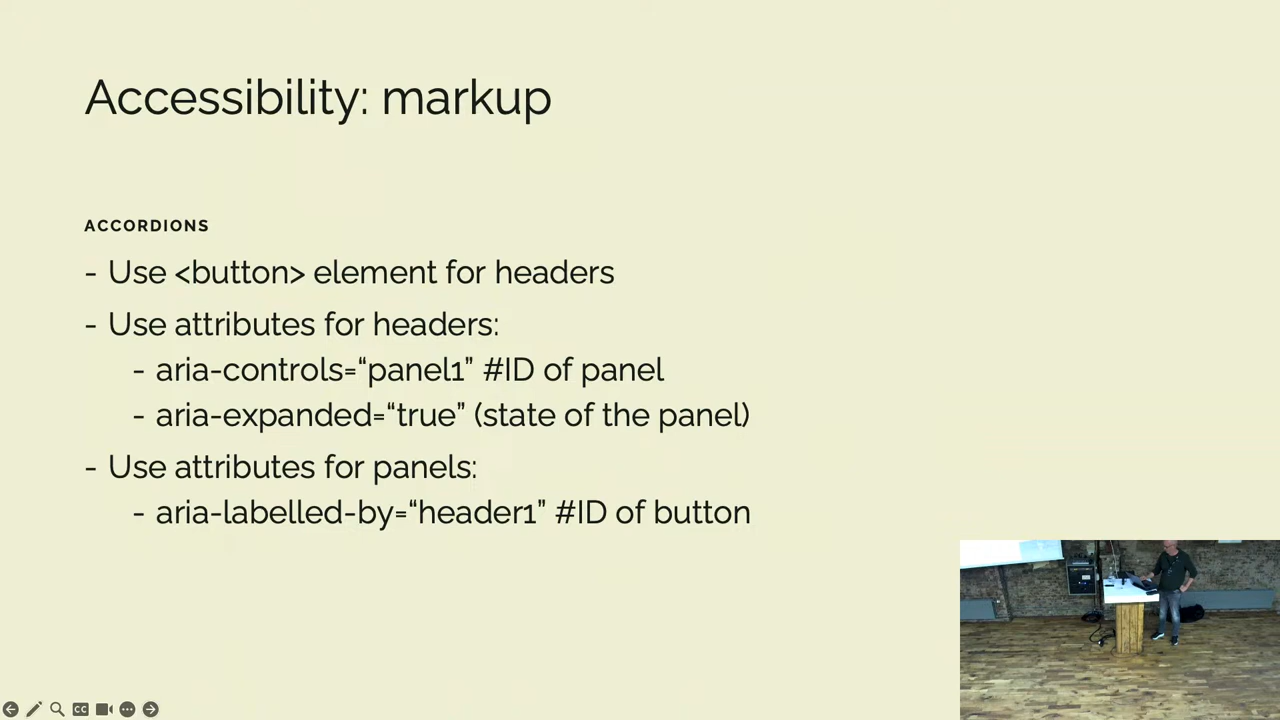 Accessibility: markup
ACCORDIONS
- Use <button> element for headers
- Use attributes for headers:
- aria-controls=“panel1” #ID of panel
- aria-expanded=“true” (state of the panel)
- Use attributes for panels:
- aria-labelled-by=“header1” #ID of button
CC